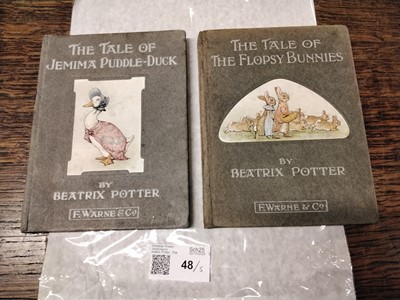 THE TALE OF
JEMIMA PUDDLE-DUCK
BY
BEATRIX POTTER
F. WARNE & Co
THE TALE OF
THE FLOPSY BUNNIES
BY
BEATRIX POTTER
F. WARNE & Co
48/5